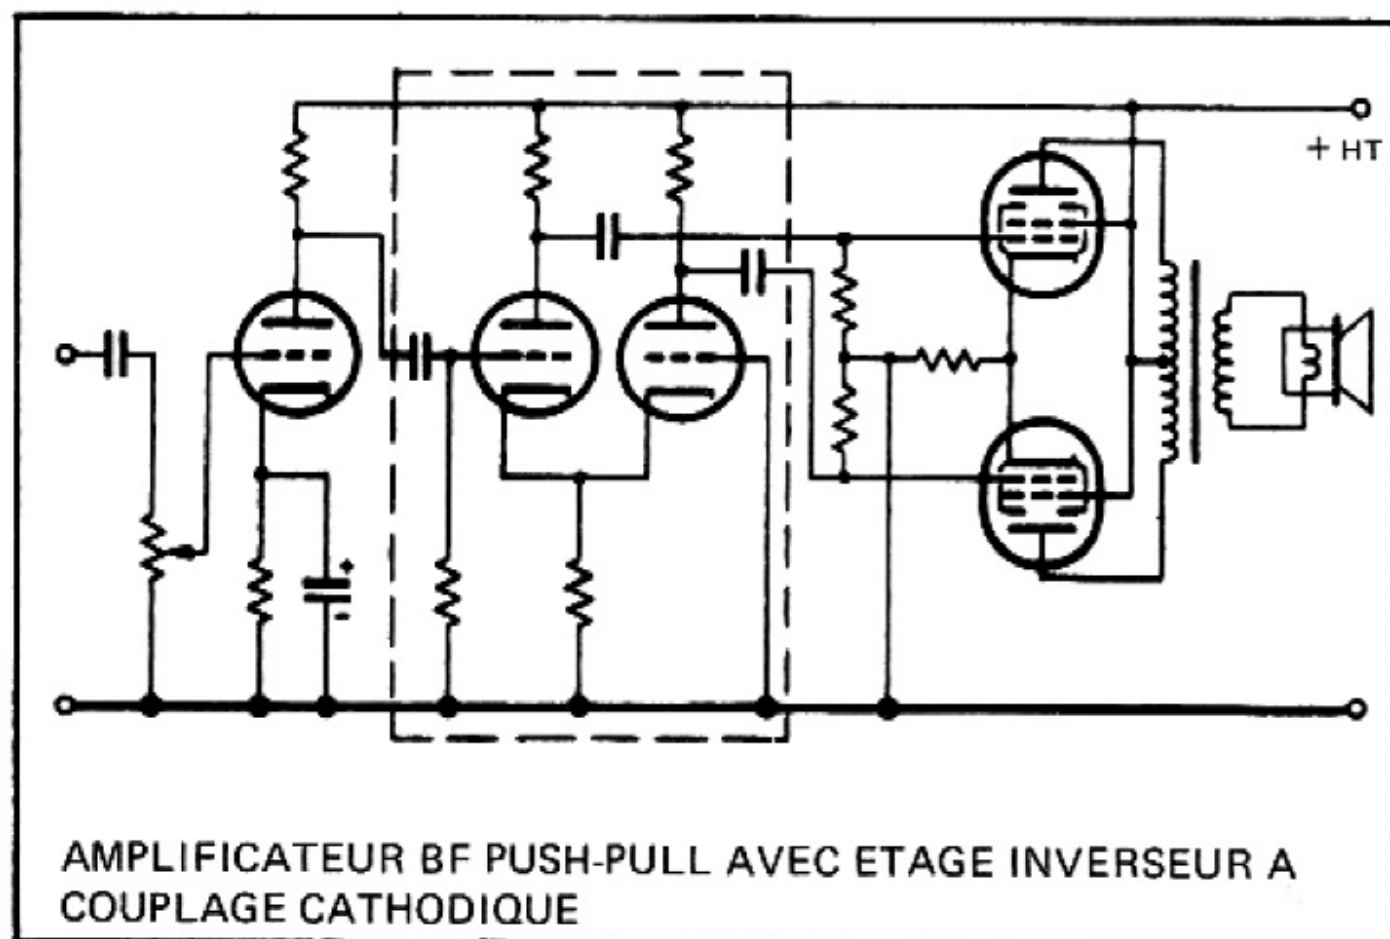 + HT
+
-
AMPLIFICATEUR BF PUSH-PULL AVEC ETAGE INVERSEUR A
COUPLAGE CATHODIQUE